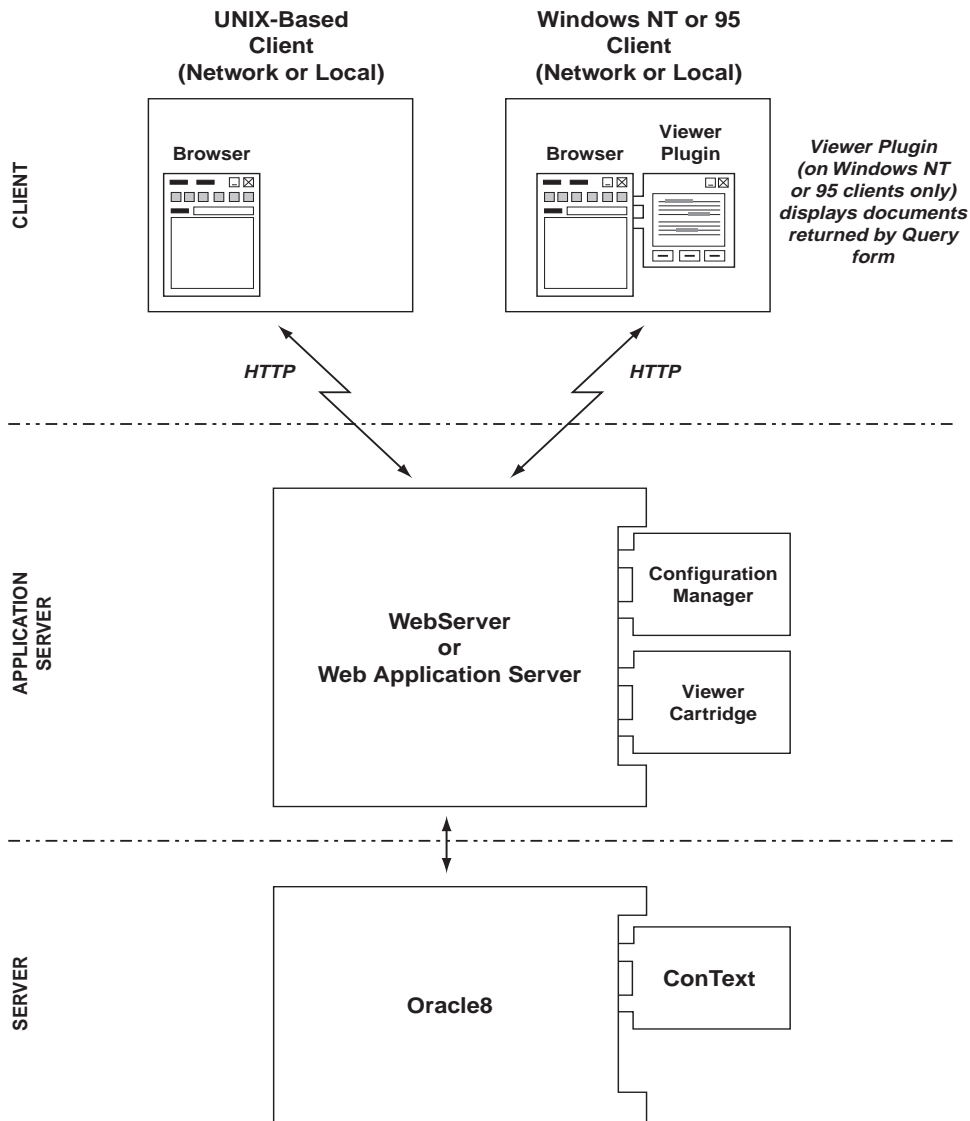 UNIX-Based
Client
(Network or Local)
Windows NT or 95
Client
(Network or Local)
CLIENT
Browser
Browser
Viewer
Plugin
Viewer Plugin
(on Windows NT
or 95 clients only)
displays documents
returned by Query
form
HTTP
HTTP
APPLICATION
SERVER
WebServer
or
Web Application Server
Configuration
Manager
Viewer
Cartridge
SERVER
Oracle8
ConText